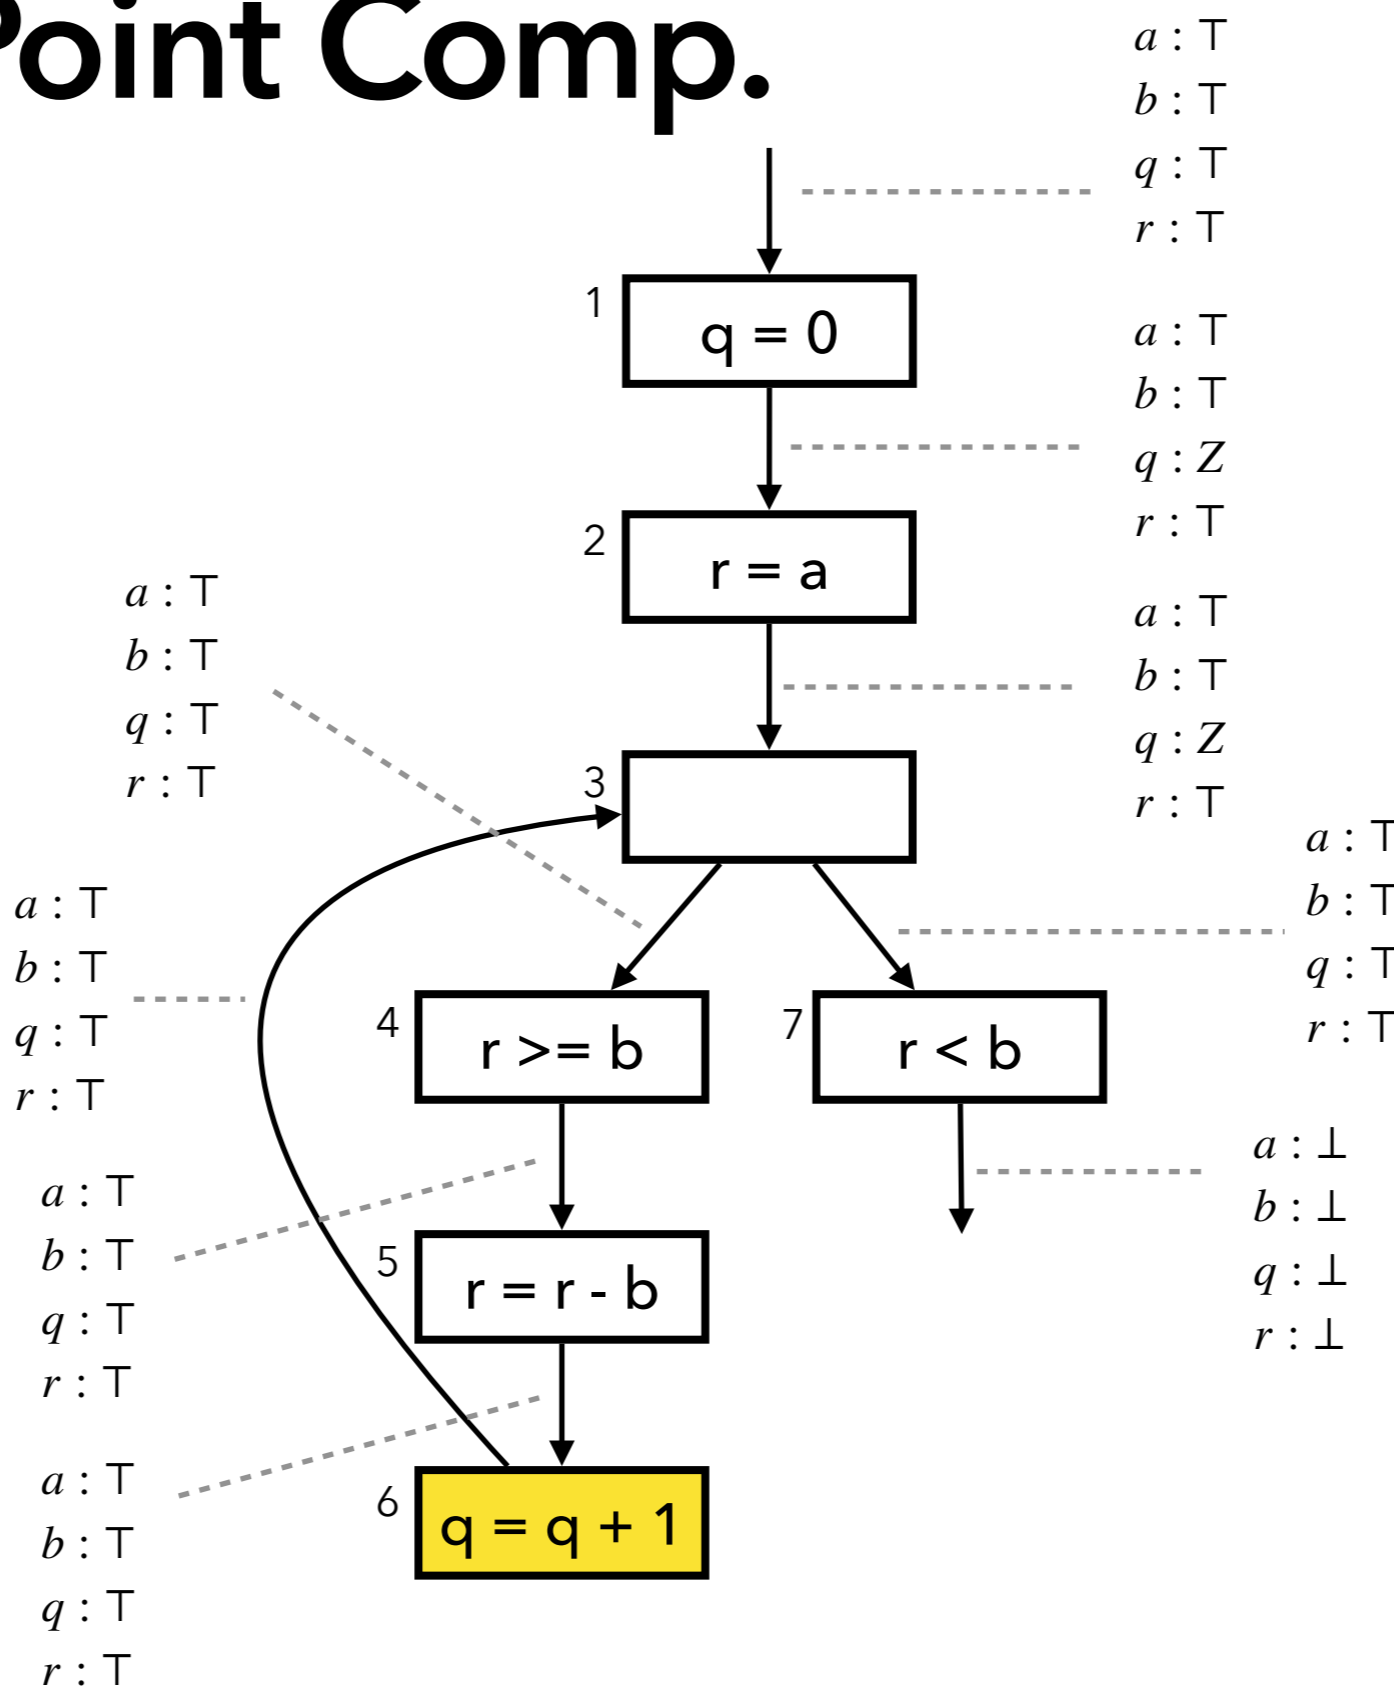 Point Comp.
a : ⊤
b : ⊤
q : ⊤
r : ⊤
1
q = 0
a : ⊤
b : ⊤
q : Z
r : ⊤
2
r = a
a : ⊤
b : ⊤
q : Z
r : ⊤
a : ⊤
b : ⊤
q : ⊤
r : ⊤
3
a : ⊤
b : ⊤
q : ⊤
r : ⊤
a : ⊤
b : ⊤
q : ⊤
r : ⊤
4
r >= b
7
r < b
a : ⊥
b : ⊥
q : ⊥
r : ⊥
a : ⊤
b : ⊤
q : ⊤
r : ⊤
5
r = r - b
a : ⊤
b : ⊤
q : ⊤
r : ⊤
6
q = q + 1